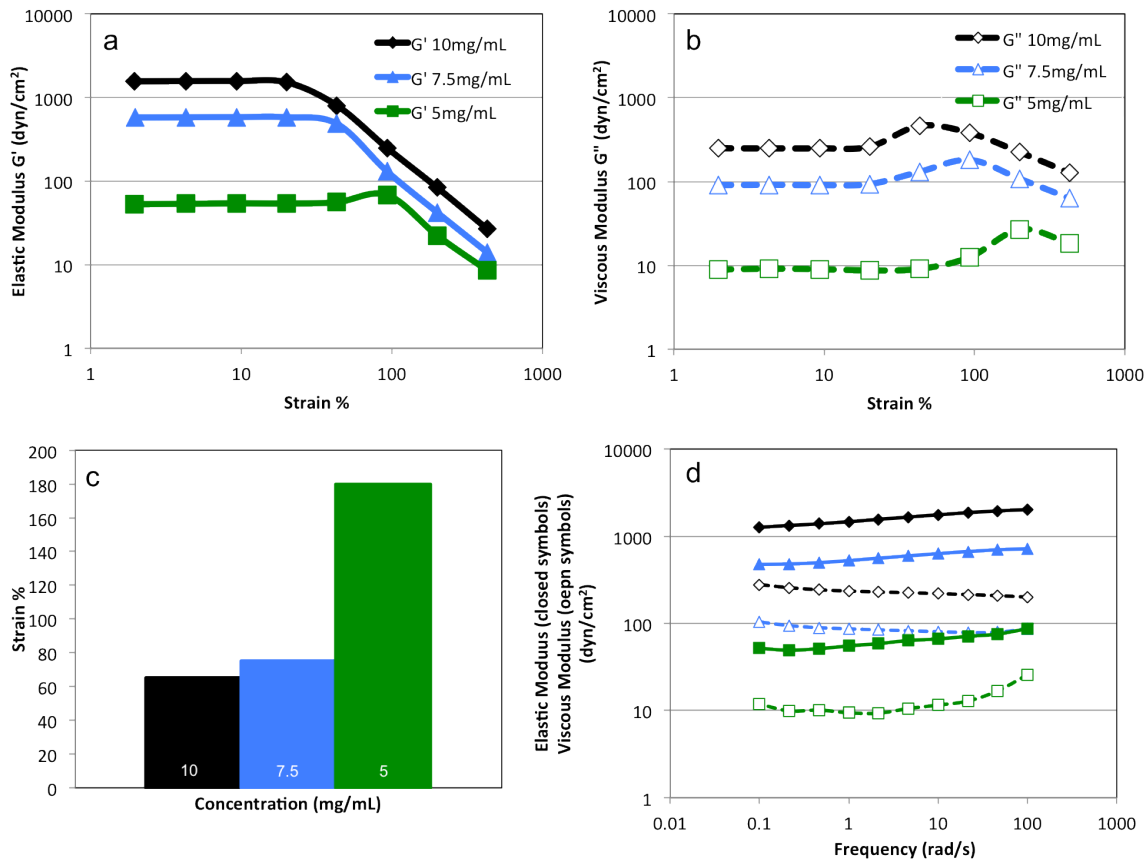 a
10000
1000
100
10
1
1
10
100
1000
Elastic Modulus G' (dyn/cm²)
Strain %
G' 10mg/mL
G' 7.5mg/mL
G' 5mg/mL
b
10000
1000
100
10
1
1
10
100
1000
Viscous Modulus G" (dyn/cm²)
Strain %
G" 10mg/mL
G" 7.5mg/mL
G" 5mg/mL
c
200
180
160
140
120
100
80
60
40
20
0
Strain %
10
7.5
5
Concentration (mg/mL)
d
Elastic Moduus (closed symbols)
Viscous Modulus (oepn symbols)
(dyn/cm²)
10000
1000
100
10
1
0.01
0.1
1
10
100
1000
Frequency (rad/s)